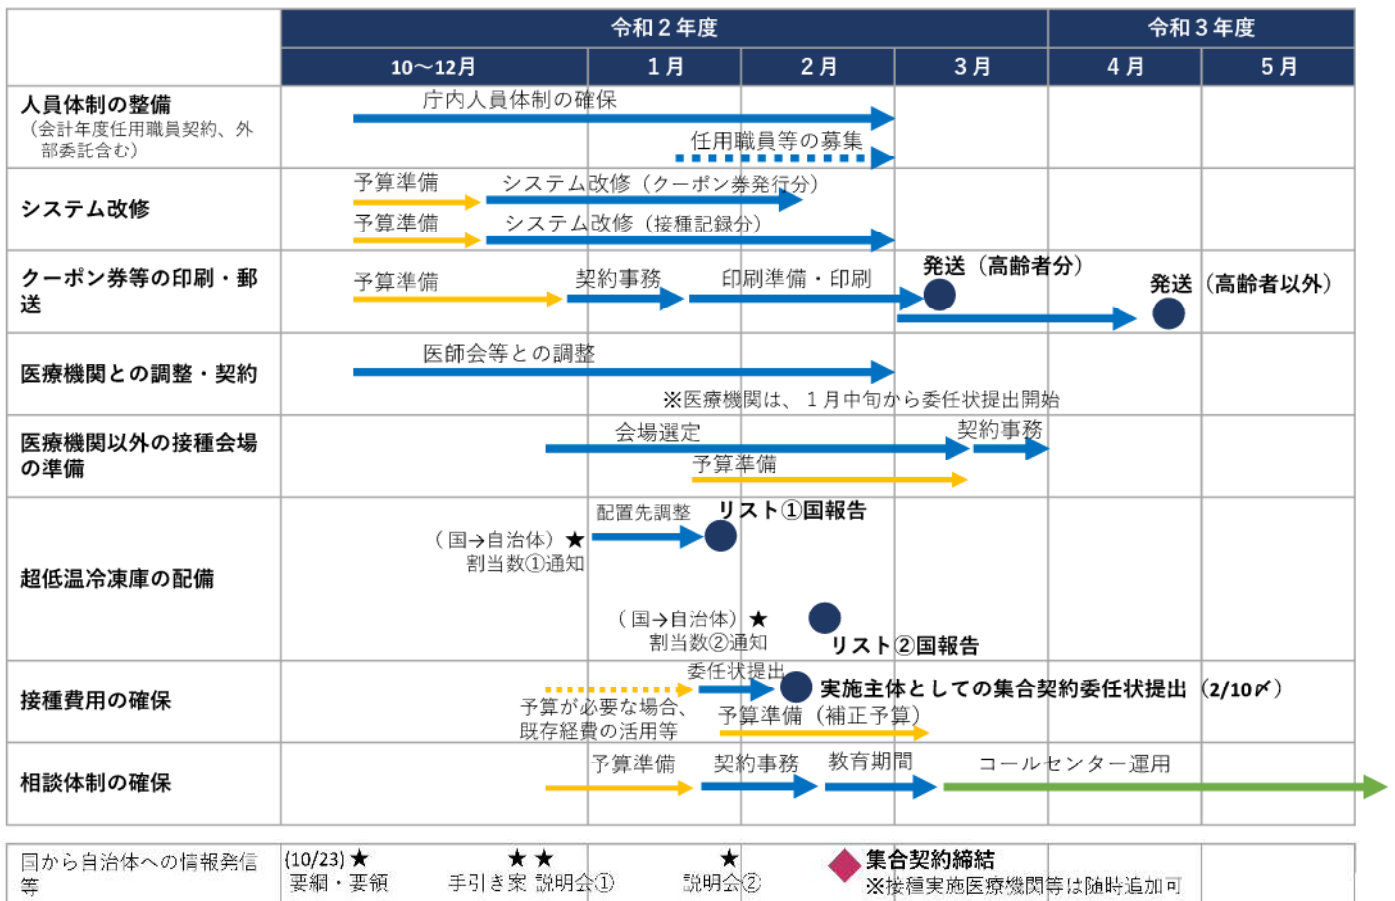 令和２年度
令和３年度
10～12月
１月
２月
３月
４月
５月
人員体制の整備
（会計年度任用職員契約、外
部委託含む）
庁内人員体制の確保
任用職員等の募集
システム改修
予算準備
システム改修（クーポン券発行分）
予算準備
システム改修（接種記録分）
クーポン券等の印刷・郵
送
予算準備
契約事務
印刷準備・印刷
発送（高齢者分）
発送（高齢者以外）
医療機関との調整・契約
医師会等との調整
※医療機関は、１月中旬から委任状提出開始
医療機関以外の接種会場
の準備
会場選定
契約事務
予算準備
超低温冷凍庫の配備
（国→自治体）★
割当数①通知
配置先調整
リスト①国報告
（国→自治体）★
割当数②通知
リスト②国報告
接種費用の確保
予算が必要な場合、
既存経費の活用等
委任状提出
実施主体としての集合契約委任状提出（2/10〆）
予算準備（補正予算）
相談体制の確保
予算準備
契約事務
教育期間
コールセンター運用
国から自治体への情報発信
等
(10/23)★
要綱・要領
★ ★
手引き案 説明会①
★
説明会②
集合契約締結
※接種実施医療機関等は随時追加可